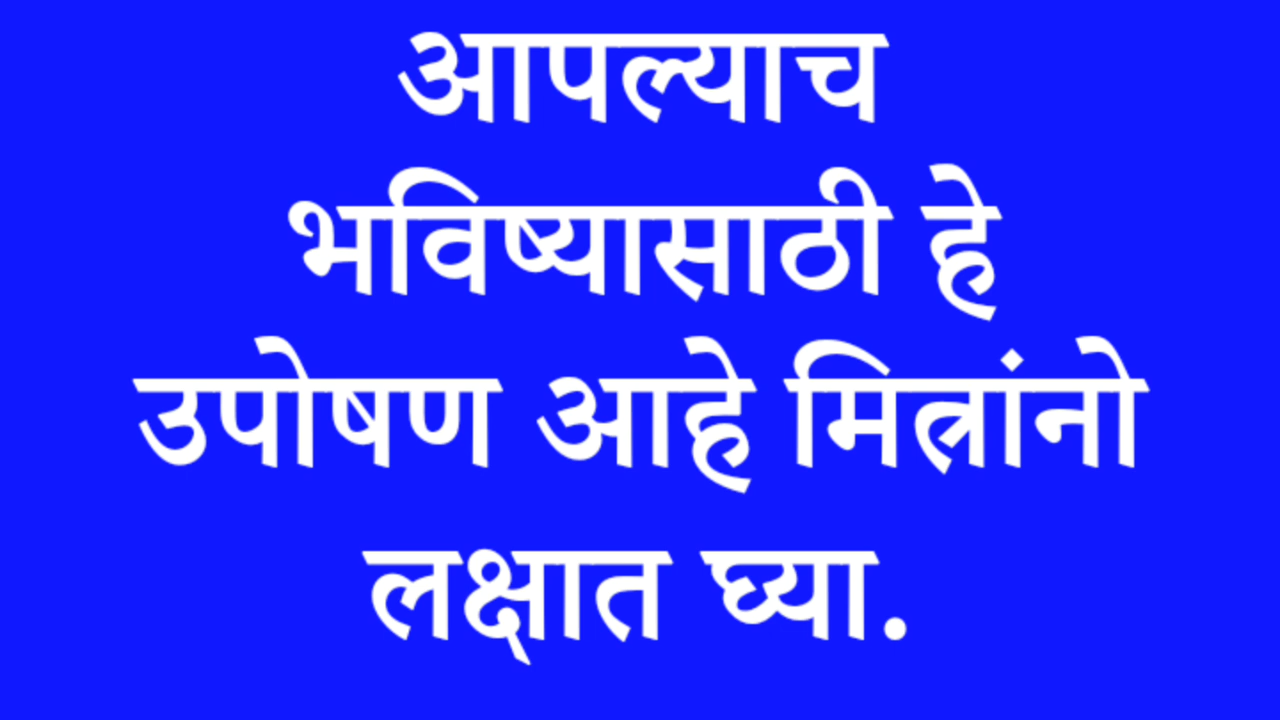 आपल्याच
भविष्यासाठी हे
उपोषण आहे मित्रांनो
लक्षात घ्या.